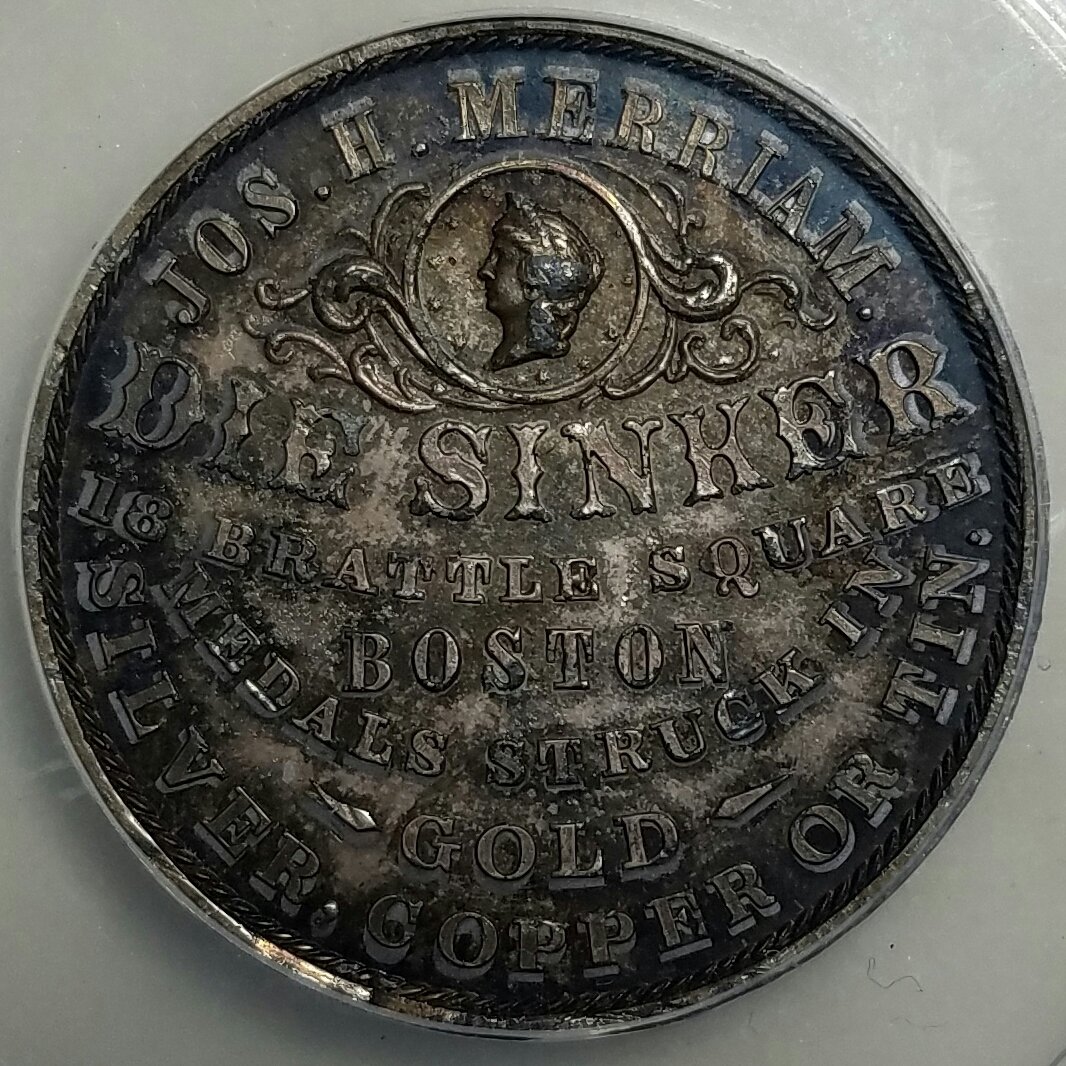 JOS. H. MERRIAM.
DIE SINKER
18 BRATTLE SQUARE
BOSTON
MEDALS STRUCK IN
GOLD
SILVER, COPPER OR TIN.